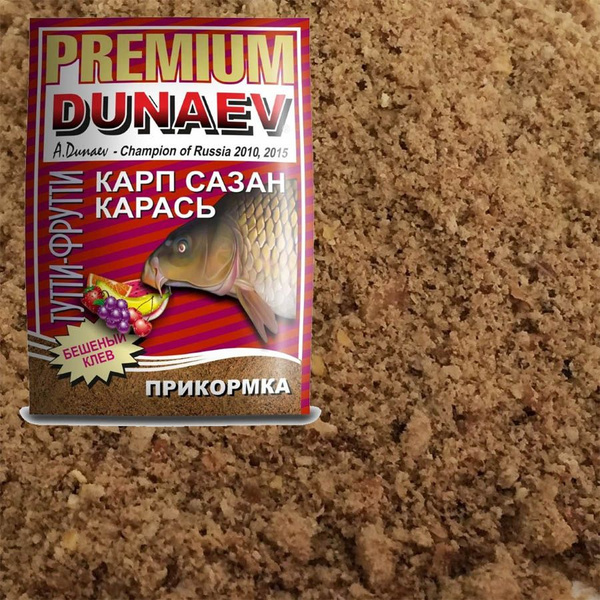 PREMIUM
DUNAEV
A.Dunaev - Champion of Russia 2010, 2015
КАРП САЗАН
КАРАСЬ
ТУТТИ-ФРУТТИ
БЕШЕНЫЙ
КЛЕВ
ПРИКОРМКА